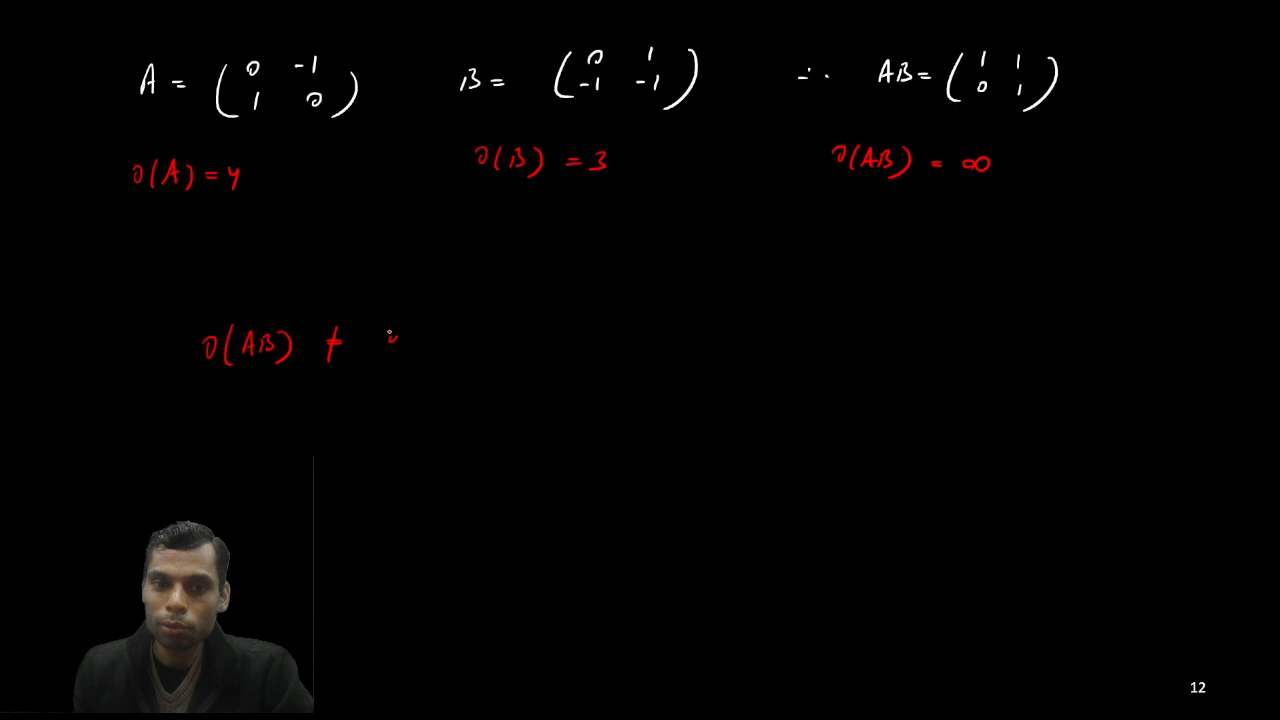 A = ( 0 -1 B = ( 0 1 ∴ AB = ( 1 1
1 0 ) -1 -1 ) 0 1 )
o(A) = 4 o(B) = 3 o(AB) = ∞
o(AB) ≠
12